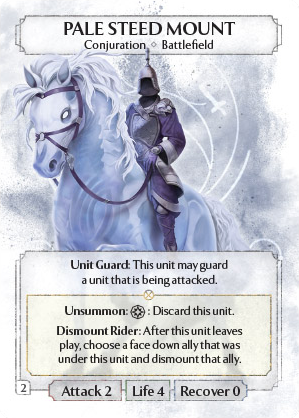 PALE STEED MOUNT
Conjuration ◇ Battlefield
Unit Guard: This unit may guard
a unit that is being attacked.
Unsummon: : Discard this unit.
Dismount Rider: After this unit leaves
play, choose a face down ally that was
under this unit and dismount that ally.
2
Attack 2 Life 4 Recover 0